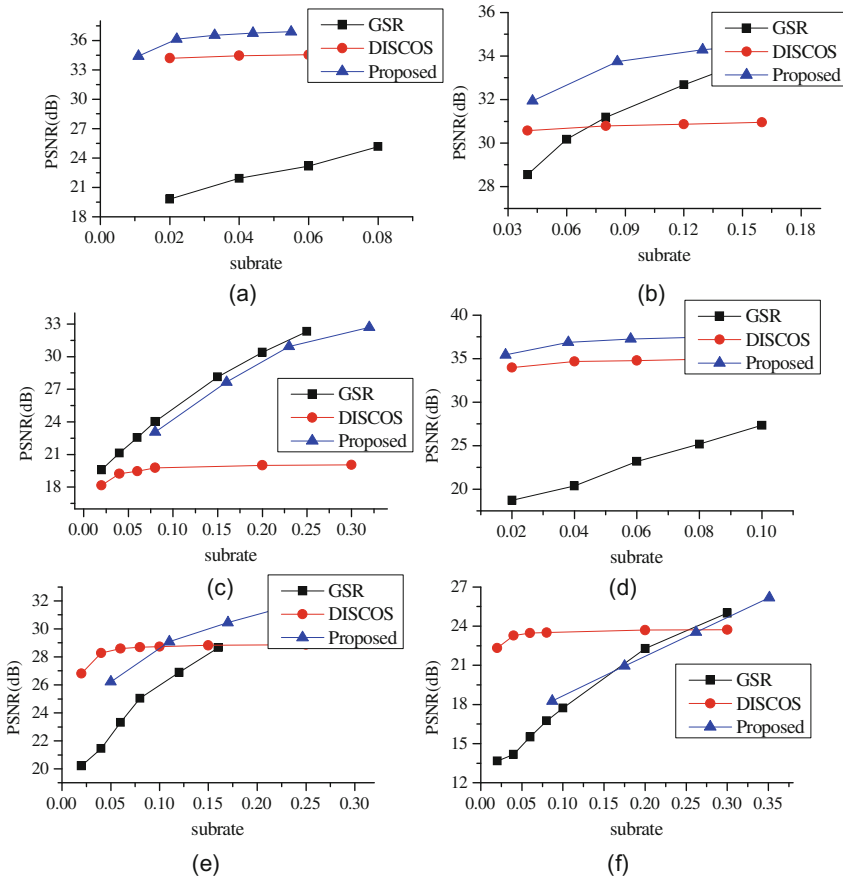 36
33
30
27
24
21
18
PSNR(dB)
0.00 0.02 0.04 0.06 0.08
subrate
GSR
DISCOS
Proposed
(a)
36
34
32
30
28
PSNR(dB)
0.03 0.06 0.09 0.12 0.15 0.18
subrate
GSR
DISCOS
Proposed
(b)
33
30
27
24
21
18
PSNR(dB)
0.00 0.05 0.10 0.15 0.20 0.25 0.30
subrate
GSR
DISCOS
Proposed
(c)
40
35
30
25
20
PSNR(dB)
0.02 0.04 0.06 0.08 0.10
subrate
GSR
DISCOS
Proposed
(d)
32
30
28
26
24
22
20
PSNR(dB)
0.00 0.05 0.10 0.15 0.20 0.25 0.30
subrate
GSR
DISCOS
Proposed
(e)
27
24
21
18
15
12
PSNR(dB)
0.00 0.05 0.10 0.15 0.20 0.25 0.30 0.35
subrate
GSR
DISCOS
Proposed
(f)